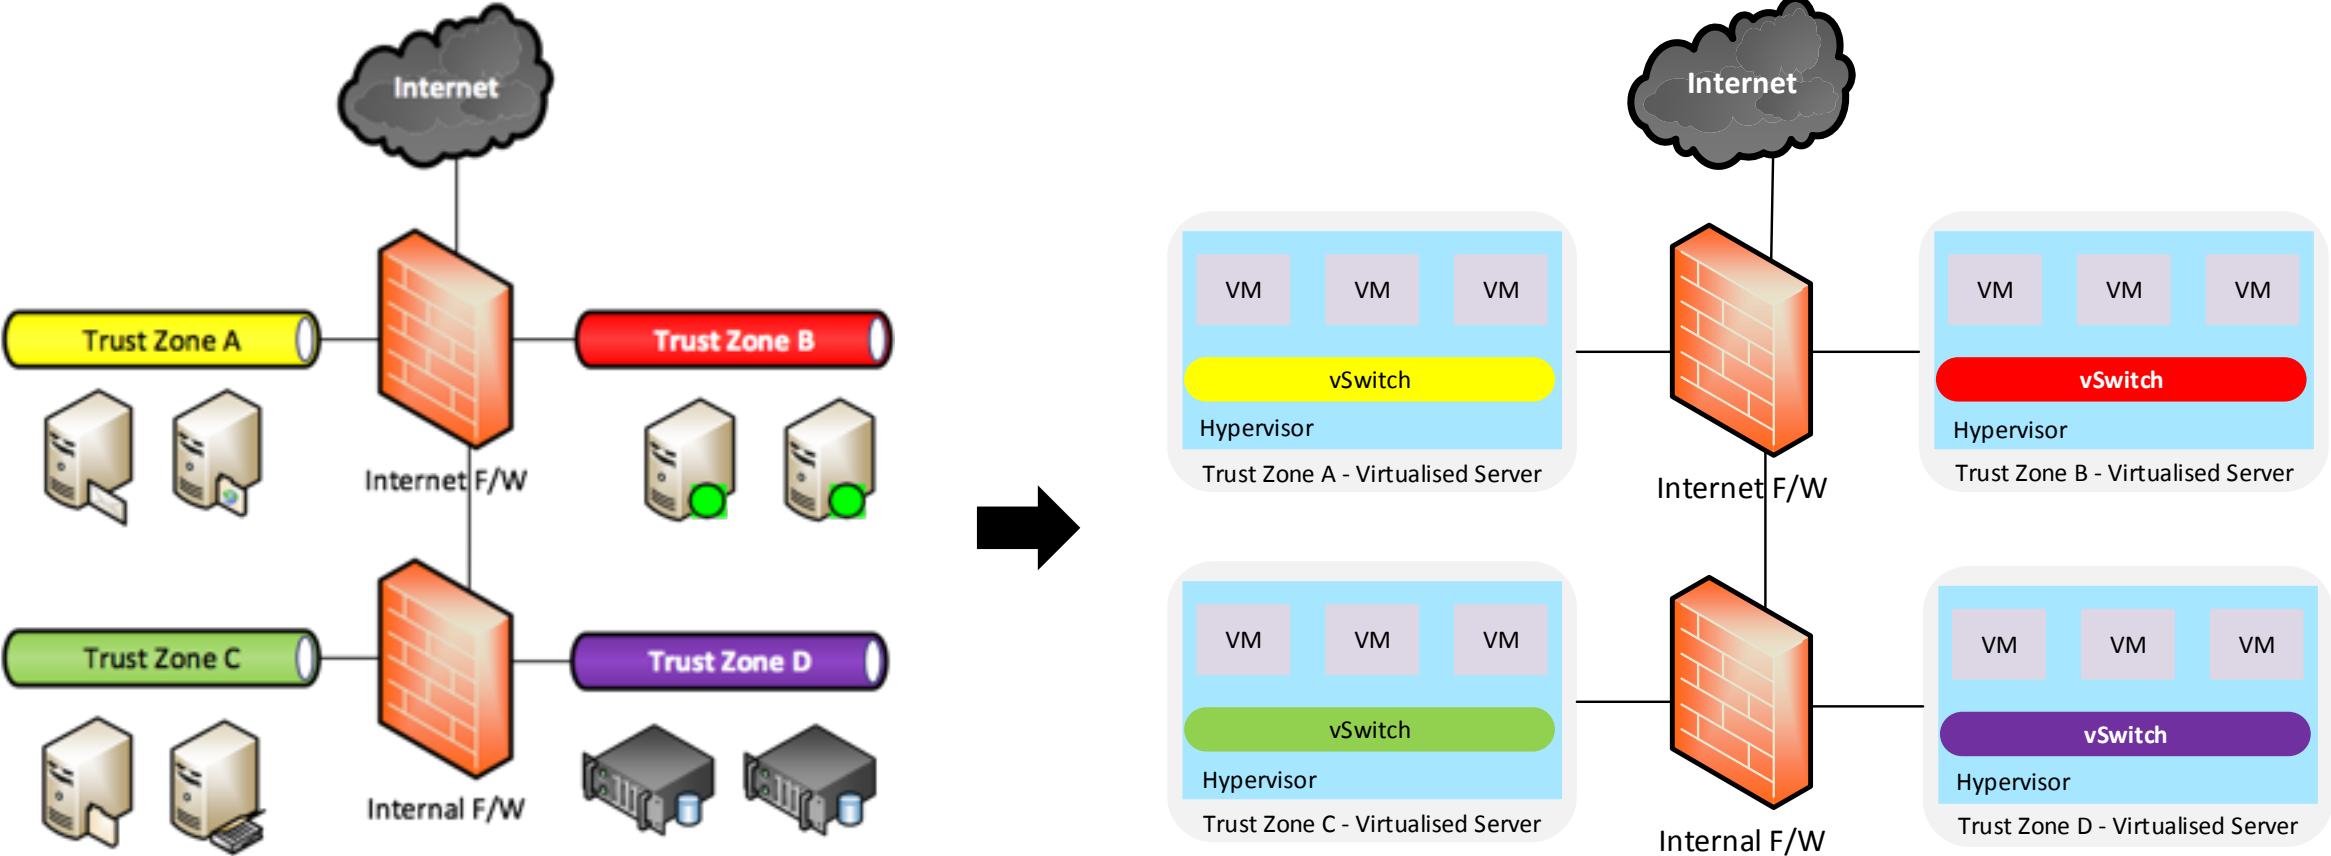 Internet
Trust Zone A
Trust Zone B
Internet F/W
Trust Zone C
Trust Zone D
Internal F/W
Internet
VM VM VM
vSwitch
Hypervisor
Trust Zone A - Virtualised Server
VM VM VM
vSwitch
Hypervisor
Trust Zone B - Virtualised Server
Internet F/W
VM VM VM
vSwitch
Hypervisor
Trust Zone C - Virtualised Server
VM VM VM
vSwitch
Hypervisor
Trust Zone D - Virtualised Server
Internal F/W